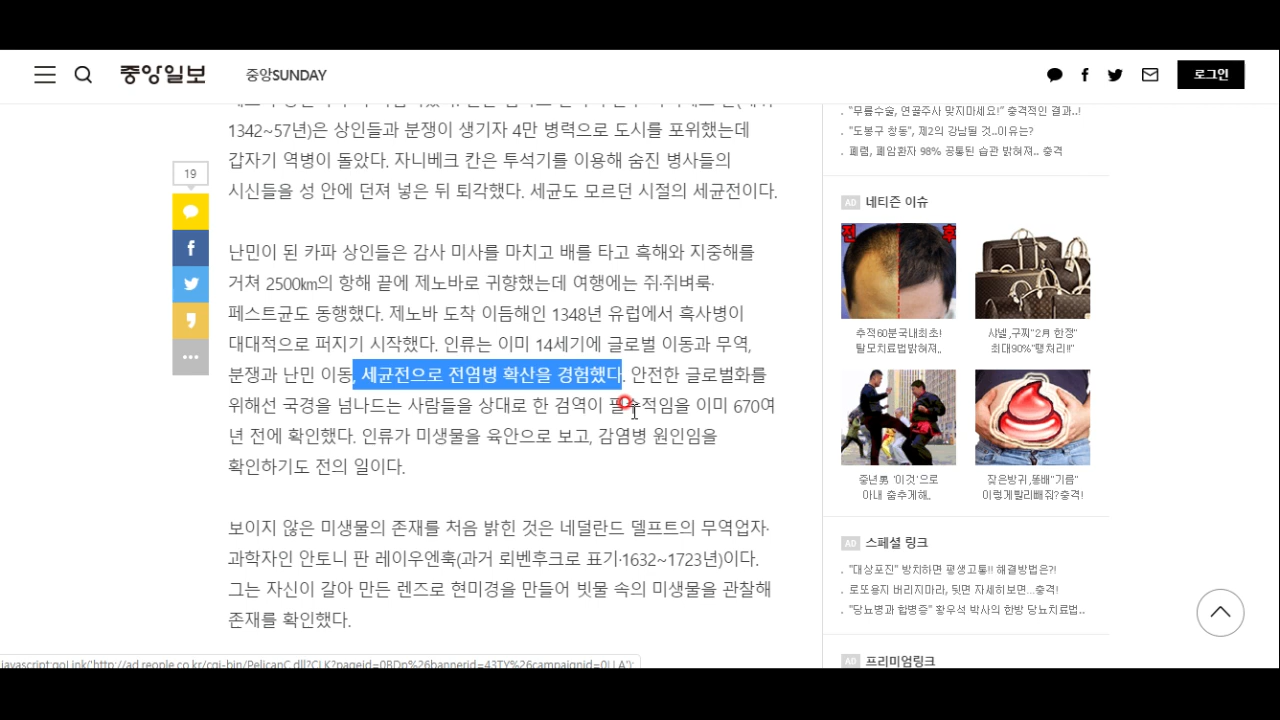 중앙일보
중앙SUNDAY
로그인
1342~57년)은 상인들과 분쟁이 생기자 4만 병력으로 도시를 포위했는데
갑자기 역병이 돌았다. 자니베크 칸은 투석기를 이용해 숨진 병사들의
시신들을 성 안에 던져 넣은 뒤 퇴각했다. 세균도 모르던 시절의 세균전이다.
19
난민이 된 카파 상인들은 감사 미사를 마치고 배를 타고 흑해와 지중해를
거쳐 2500㎞의 항해 끝에 제노바로 귀향했는데 여행에는 쥐·쥐벼룩·
페스트균도 동행했다. 제노바 도착 이듬해인 1348년 유럽에서 흑사병이
대대적으로 퍼지기 시작했다. 인류는 이미 14세기에 글로벌 이동과 무역,
분쟁과 난민 이동, 세균전으로 전염병 확산을 경험했다. 안전한 글로벌화를
위해선 국경을 넘나드는 사람들을 상대로 한 검역이 필수적임을 이미 670여
년 전에 확인했다. 인류가 미생물을 육안으로 보고, 감염병 원인임을
확인하기도 전의 일이다.
보이지 않은 미생물의 존재를 처음 밝힌 것은 네덜란드 델프트의 무역업자·
과학자인 안토니 판 레이우엔훅(과거 뢰벤후크로 표기·1632~1723년)이다.
그는 자신이 갈아 만든 렌즈로 현미경을 만들어 빗물 속의 미생물을 관찰해
존재를 확인했다.
. "무릎수술, 연골주사 맞지마세요!" 충격적인 결과..!
. "도봉구 창동", 제2의 강남될 것..이유는?
. 폐렴, 폐암환자 98% 공통된 습관 밝혀져.. 충격
AD 네티즌 이슈
전 후
추적60분국내최초!
탈모치료법밝혀져..
샤넬,구찌"2月 한정"
최대90%"땡처리!!"
중년男 '이것'으로
아내 춤추게해..
잦은방귀,똥배"기름"
이렇게빨리빼줘?충격!
AD 스페셜 링크
. "대상포진" 방치하면 평생고통!! 해결방법은?!
. 로또용지 버리지마라, 뒷면 자세히보면...충격!
. "당뇨병과 합병증" 황우석 박사의 한방 당뇨치료법..
AD 프리미엄링크